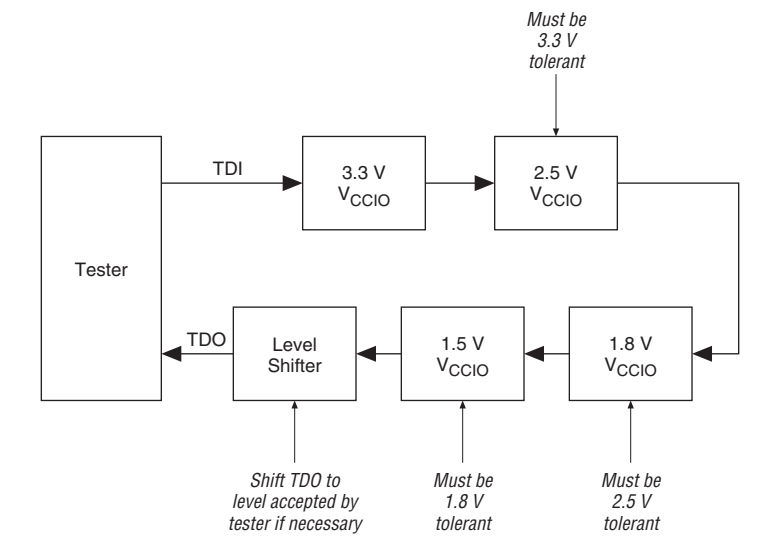 Must be
3.3 V
tolerant
TDI
3.3 V
VCCIO
2.5 V
VCCIO
Tester
TDO
Level
Shifter
1.5 V
VCCIO
1.8 V
VCCIO
Shift TDO to
level accepted by
tester if necessary
Must be
1.8 V
tolerant
Must be
2.5 V
tolerant